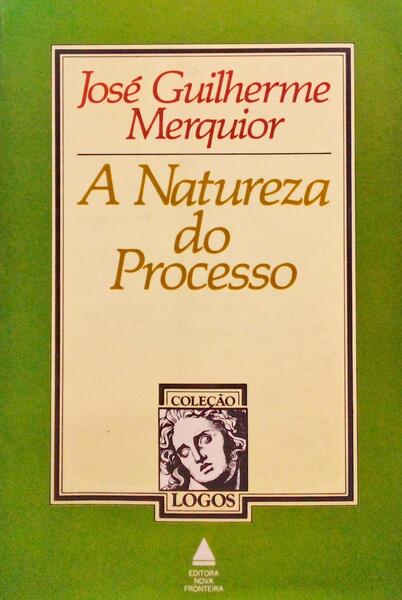 José Guilherme
Merquior
A Natureza
do
Processo
COLEÇÃO
LOGOS
EDITORA
NOVA
FRONTEIRA